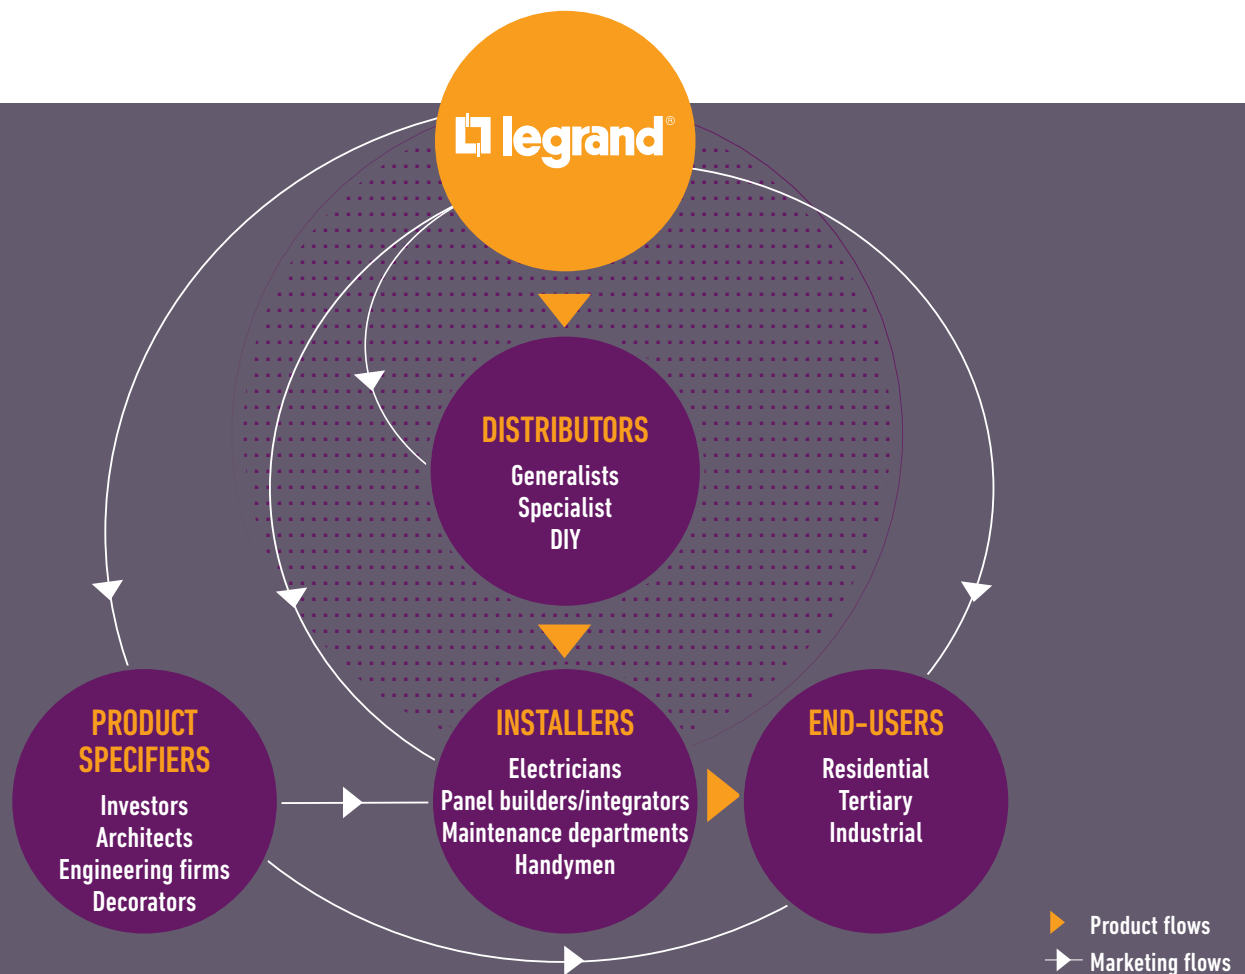 legrand®
DISTRIBUTORS
Generalists
Specialist
DIY
PRODUCT
SPECIFIERS
Investors
Architects
Engineering firms
Decorators
INSTALLERS
Electricians
Panel builders/integrators
Maintenance departments
Handymen
END-USERS
Residential
Tertiary
Industrial
Product flows
Marketing flows